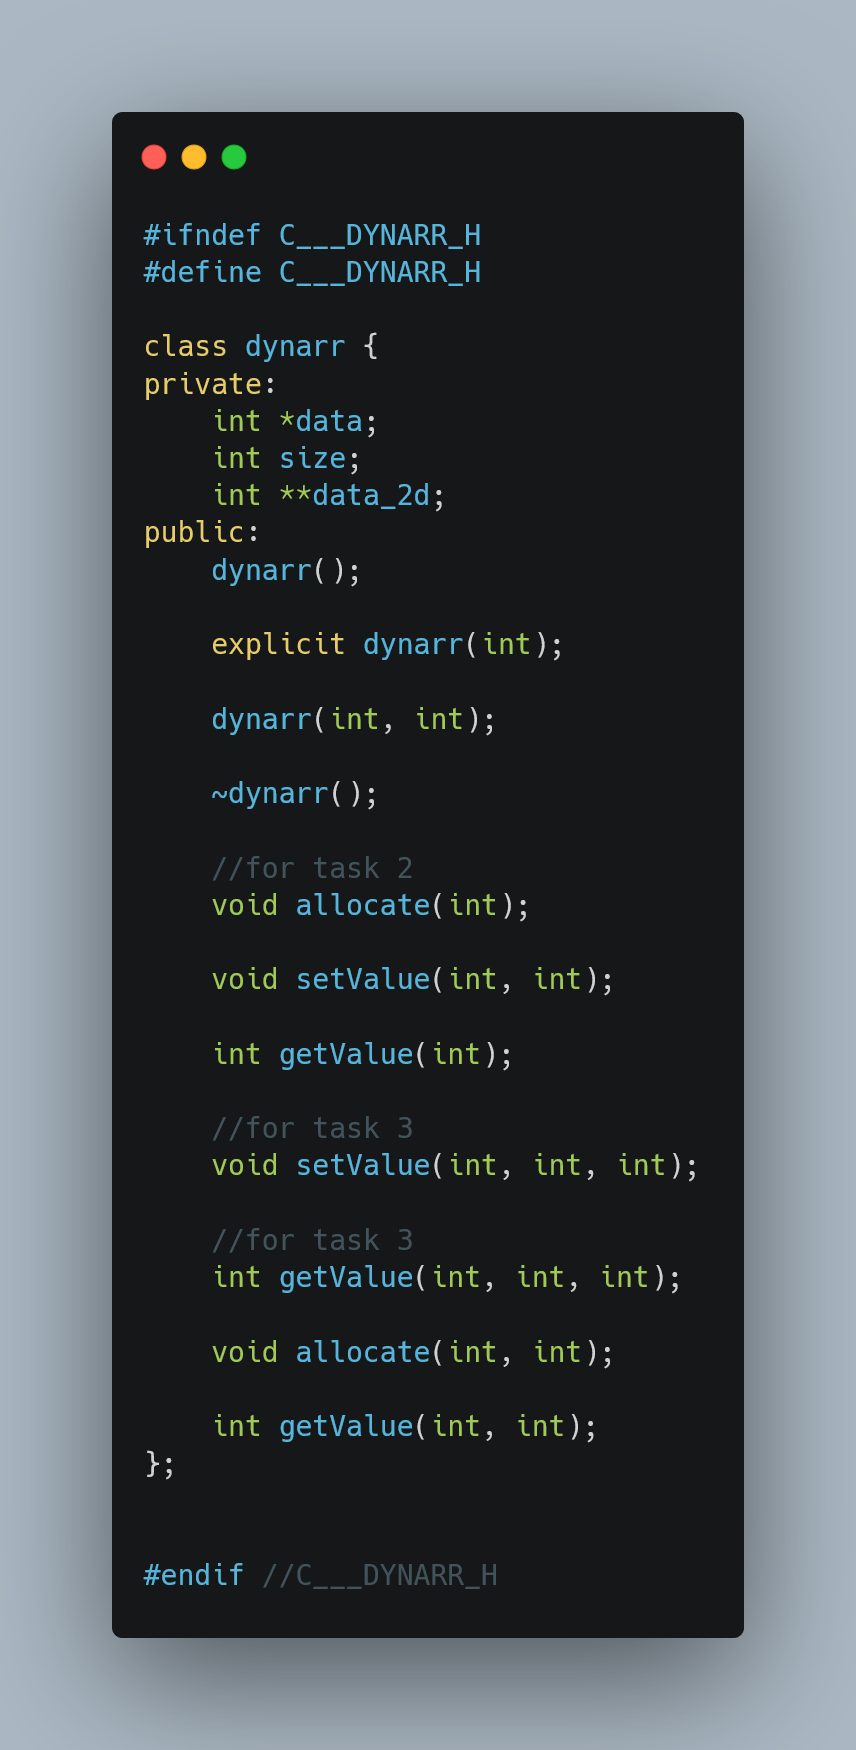 #ifndef C___DYNARR_H
#define C___DYNARR_H
class dynarr {
private:
int *data;
int size;
int **data_2d;
public:
dynarr();
explicit dynarr(int);
dynarr(int, int);
~dynarr();
//for task 2
void allocate(int);
void setValue(int, int);
int getValue(int);
//for task 3
void setValue(int, int, int);
//for task 3
int getValue(int, int, int);
void allocate(int, int);
int getValue(int, int);
};
#endif //C___DYNARR_H